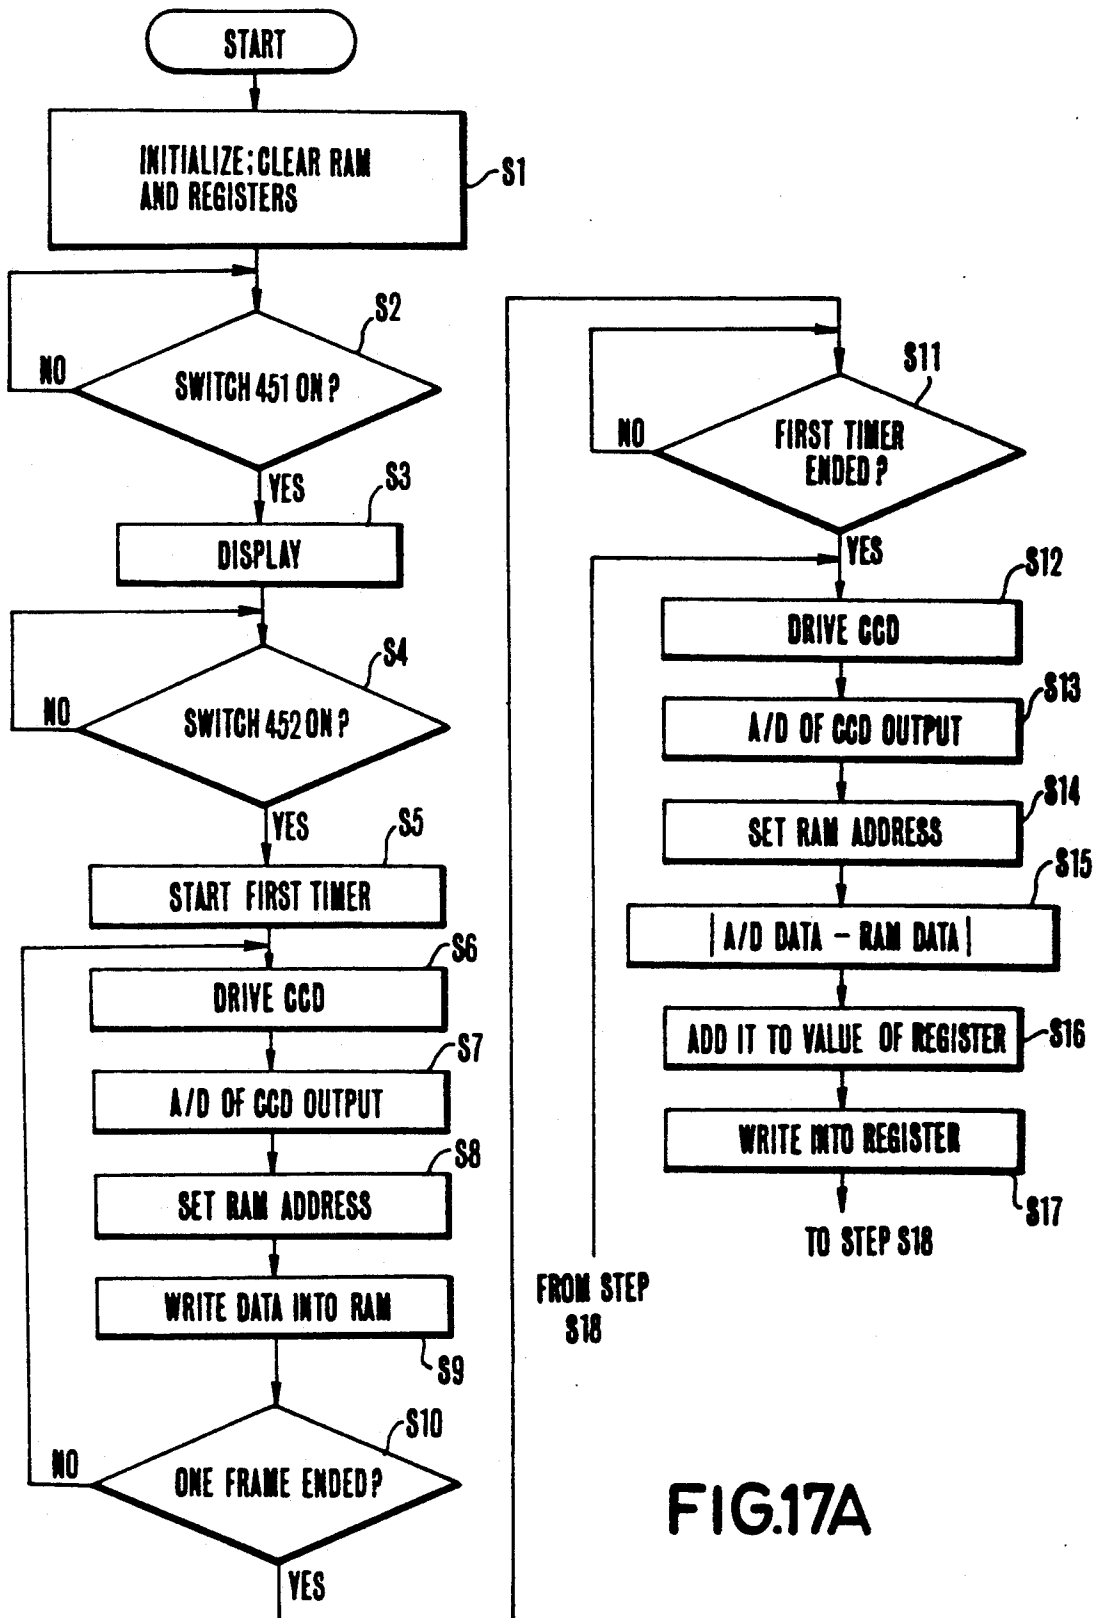 START
INITIALIZE; CLEAR RAM
AND REGISTERS
S1
S2
SWITCH 451 ON?
NO
YES
S3
DISPLAY
S4
SWITCH 452 ON?
NO
YES
S5
START FIRST TIMER
S6
DRIVE CCD
S7
A/D OF CCD OUTPUT
S8
SET RAM ADDRESS
WRITE DATA INTO RAM
S9
S10
ONE FRAME ENDED?
NO
YES
S11
FIRST TIMER
ENDED?
NO
YES
S12
DRIVE CCD
S13
A/D OF CCD OUTPUT
S14
SET RAM ADDRESS
S15
|A/D DATA – RAM DATA|
ADD IT TO VALUE OF REGISTER
S16
WRITE INTO REGISTER
S17
TO STEP S18
FROM STEP
S18
FIG.17A